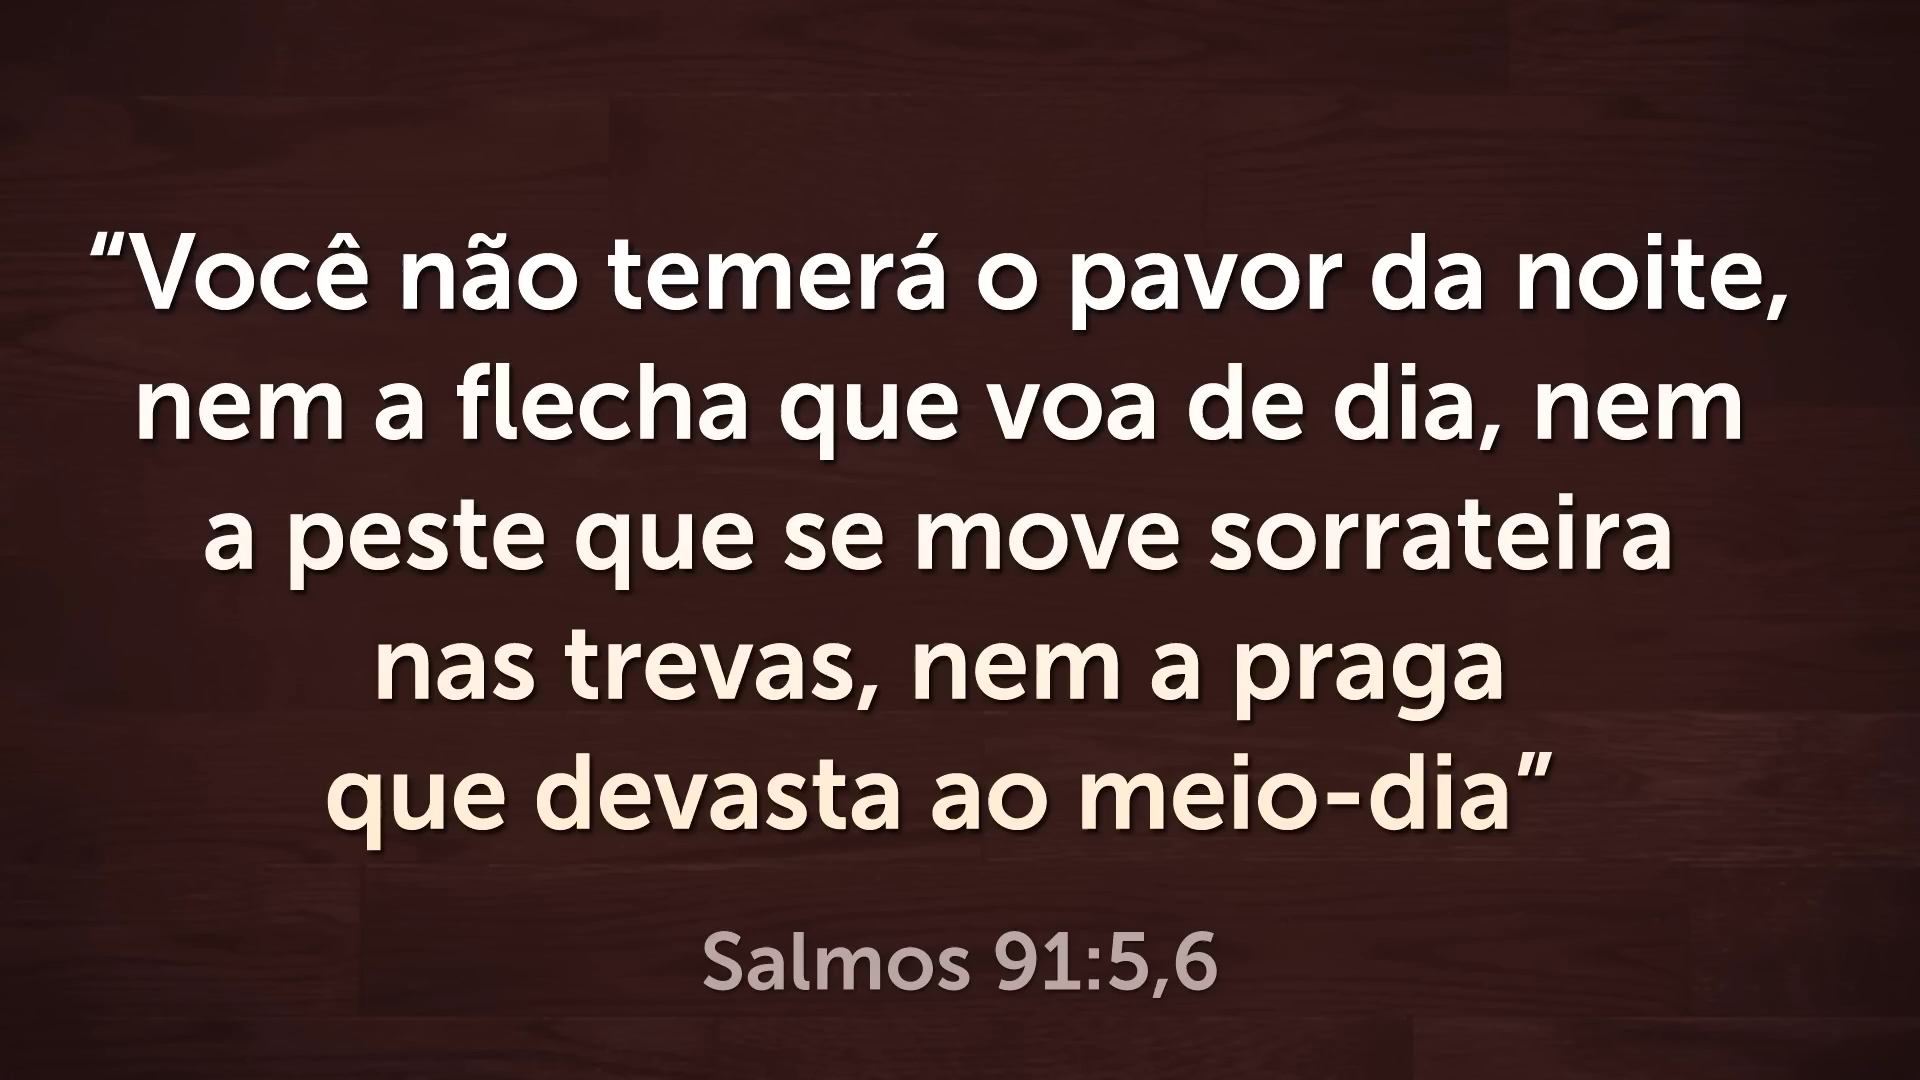 “Você não temerá o pavor da noite,
nem a flecha que voa de dia, nem
a peste que se move sorrateira
nas trevas, nem a praga
que devasta ao meio-dia”
Salmos 91:5,6